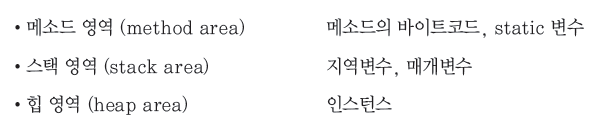 • 메소드 영역 (method area) 메소드의 바이트코드, static 변수
• 스택 영역 (stack area) 지역변수, 매개변수
• 힙 영역 (heap area) 인스턴스